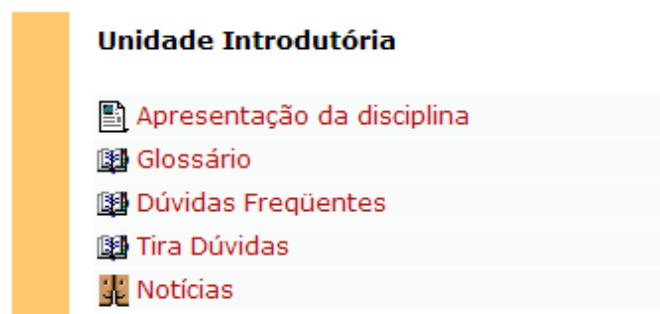 Unidade Introdutória
Apresentação da disciplina
Glossário
Dúvidas Freqüentes
Tira Dúvidas
Notícias